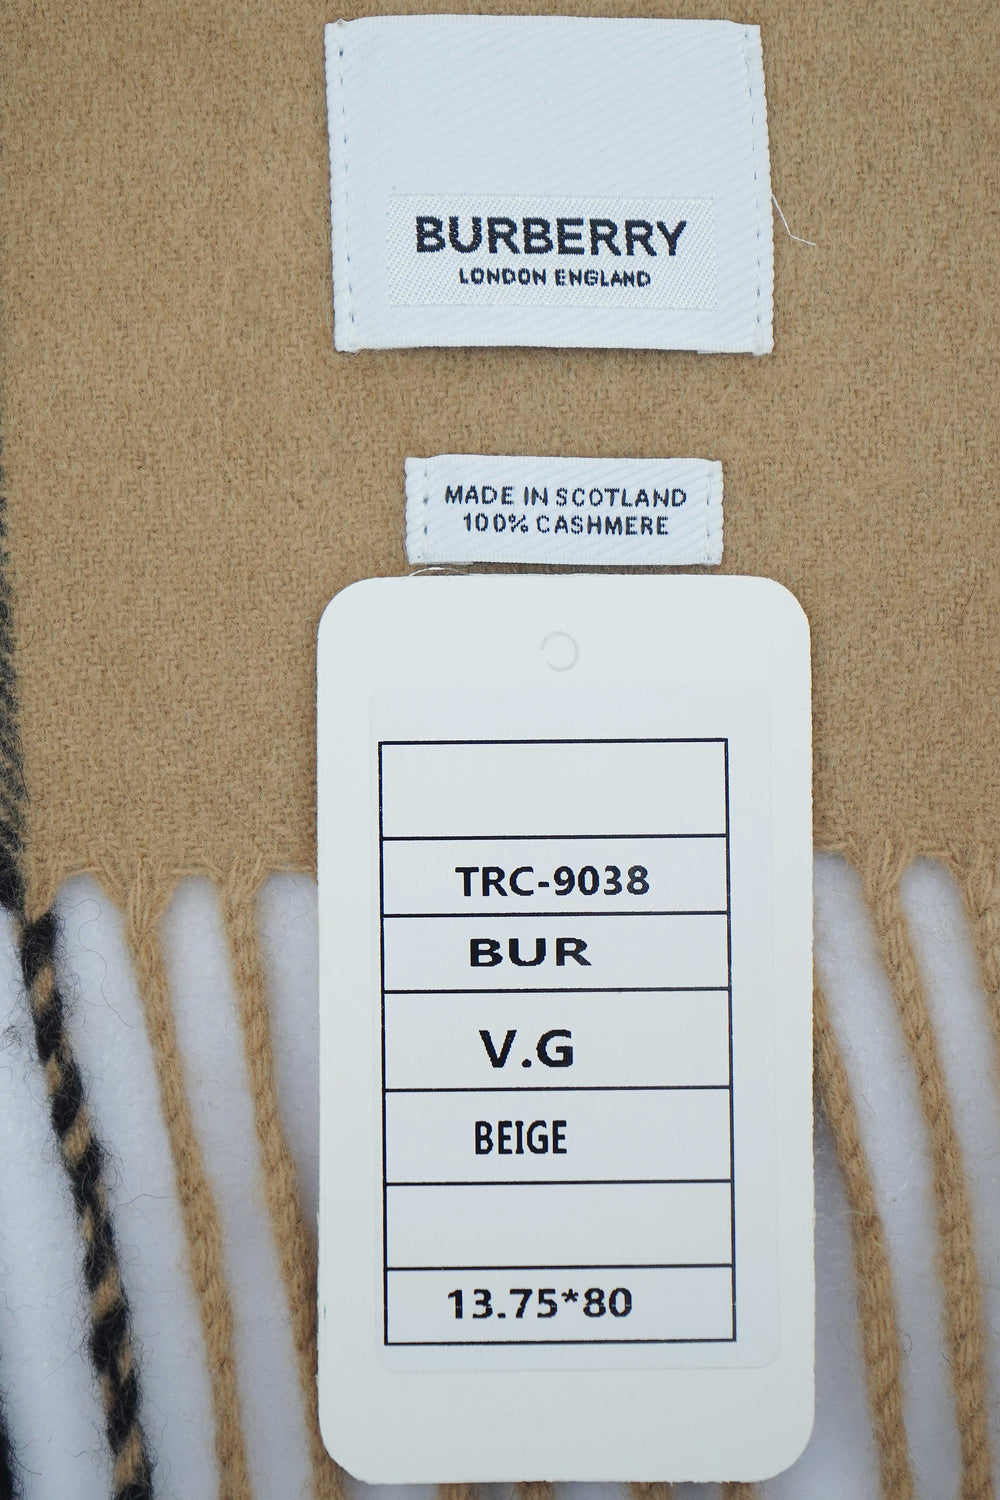 BURBERRY
LONDON ENGLAND
MADE IN SCOTLAND
100% CASHMERE
TRC-9038
BUR
V.G
BEIGE
13.75*80